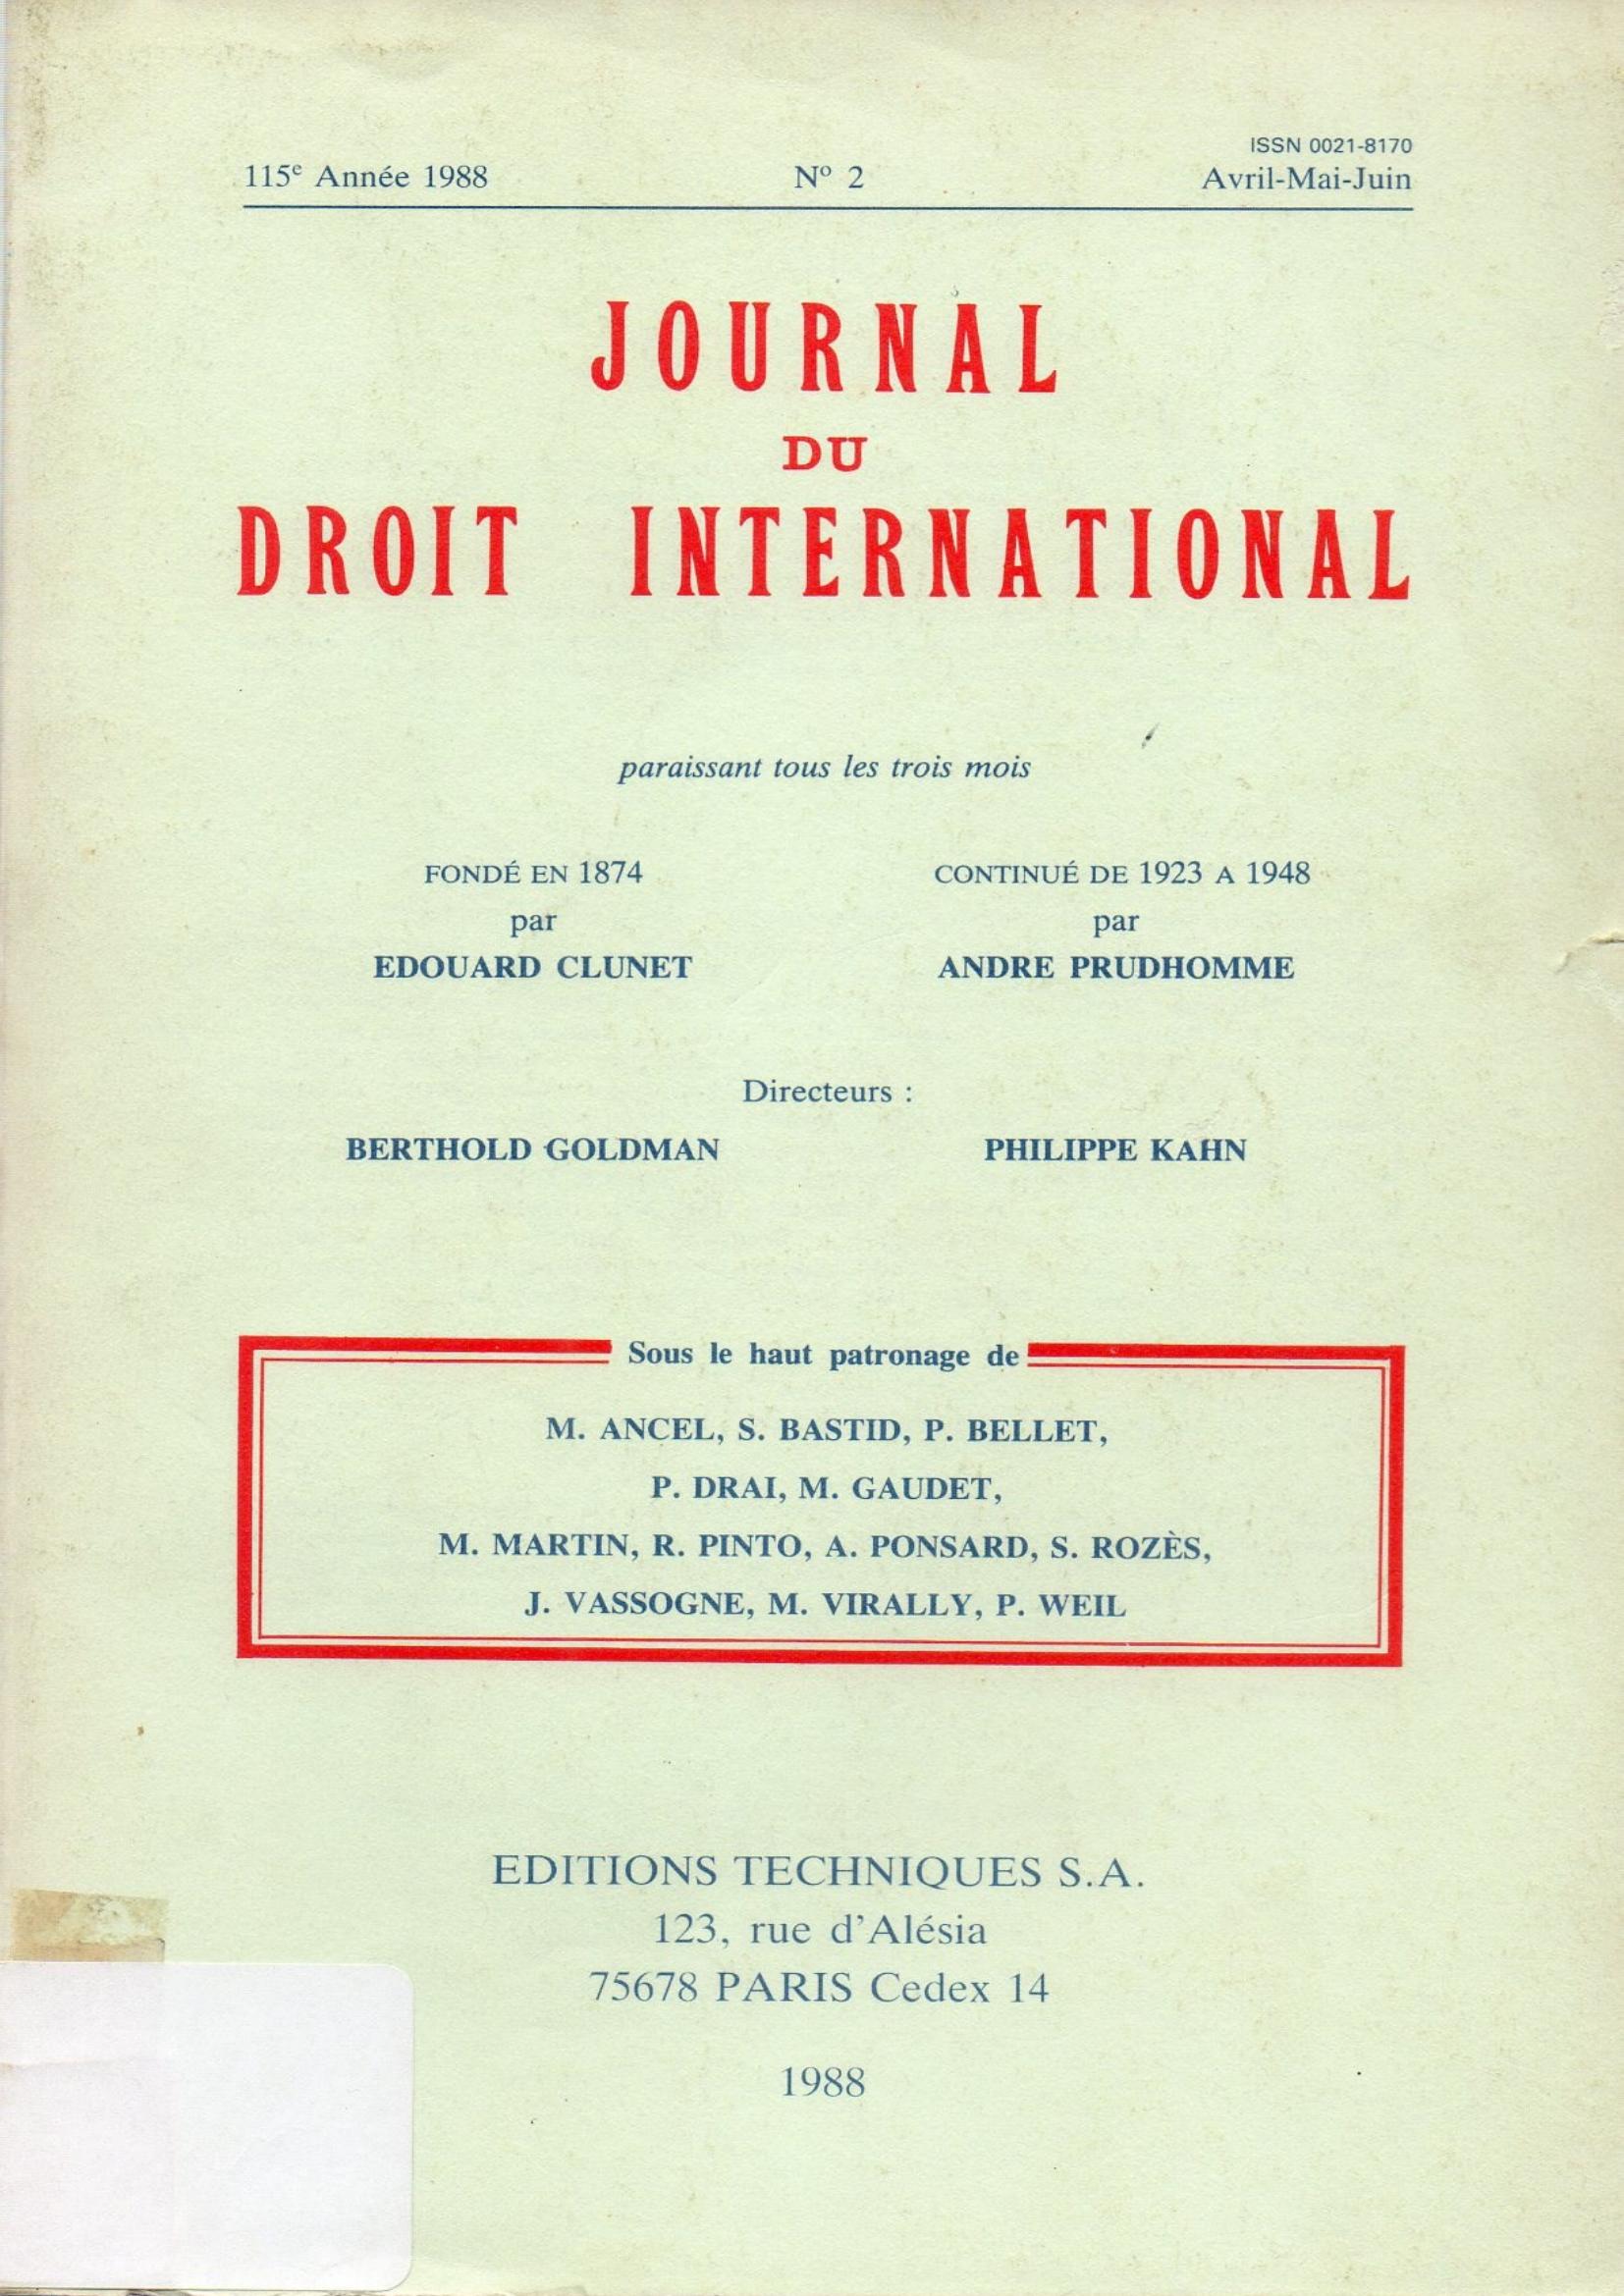 ISSN 0021-8170
115e Année 1988 N° 2 Avril-Mai-Juin
JOURNAL
DU
DROIT INTERNATIONAL
paraissant tous les trois mois
FONDÉ EN 1874
par
EDOUARD CLUNET
CONTINUÉ DE 1923 A 1948
par
ANDRE PRUDHOMME
Directeurs :
BERTHOLD GOLDMAN PHILIPPE KAHN
Sous le haut patronage de
M. ANCEL, S. BASTID, P. BELLET,
P. DRAI, M. GAUDET,
M. MARTIN, R. PINTO, A. PONSARD, S. ROZÈS,
J. VASSOGNE, M. VIRALLY, P. WEIL
EDITIONS TECHNIQUES S.A.
123, rue d'Alésia
75678 PARIS Cedex 14
1988